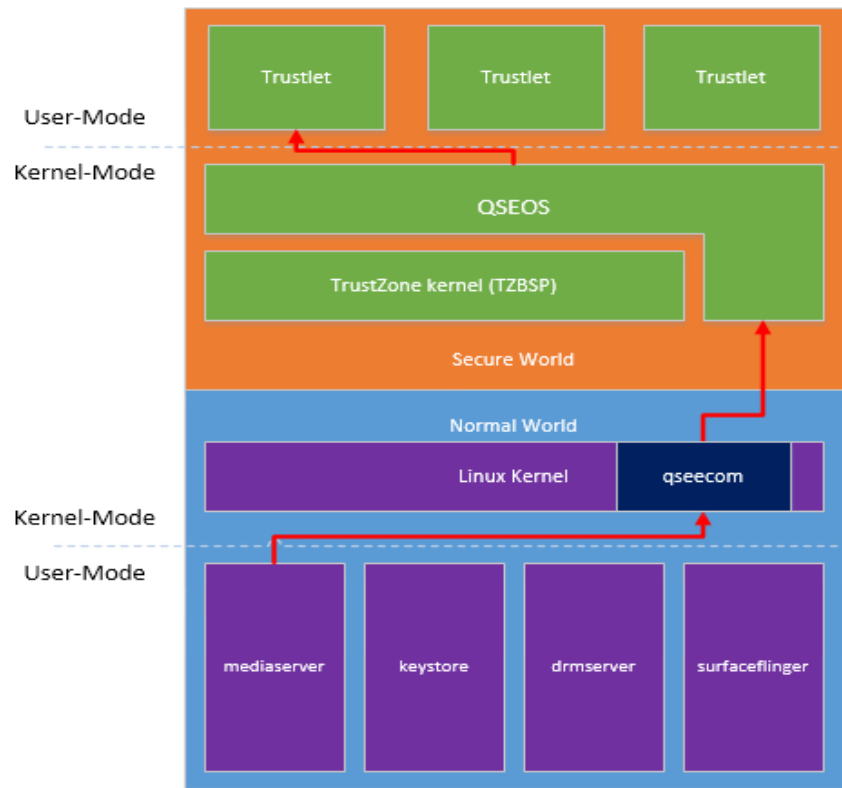 Trustlet
Trustlet
Trustlet
User-Mode
Kernel-Mode
QSEOS
TrustZone kernel (TZBSP)
Secure World
Normal World
Linux Kernel
qseecom
Kernel-Mode
User-Mode
mediaserver
keystore
drmserver
surfaceflinger